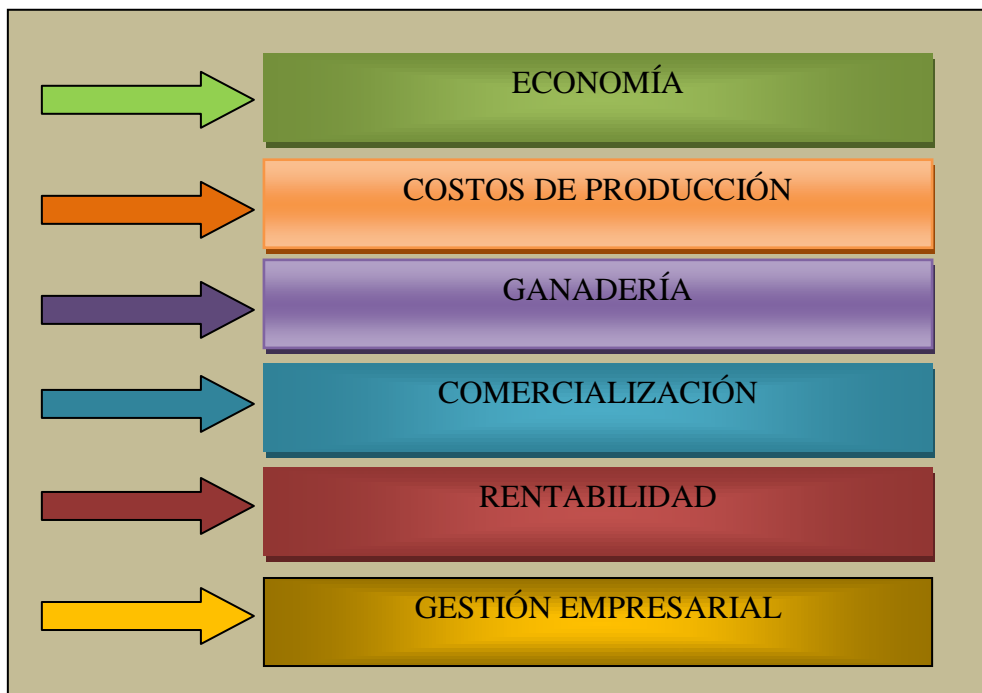 ECONOMÍA
COSTOS DE PRODUCCIÓN
GANADERÍA
COMERCIALIZACIÓN
RENTABILIDAD
GESTIÓN EMPRESARIAL